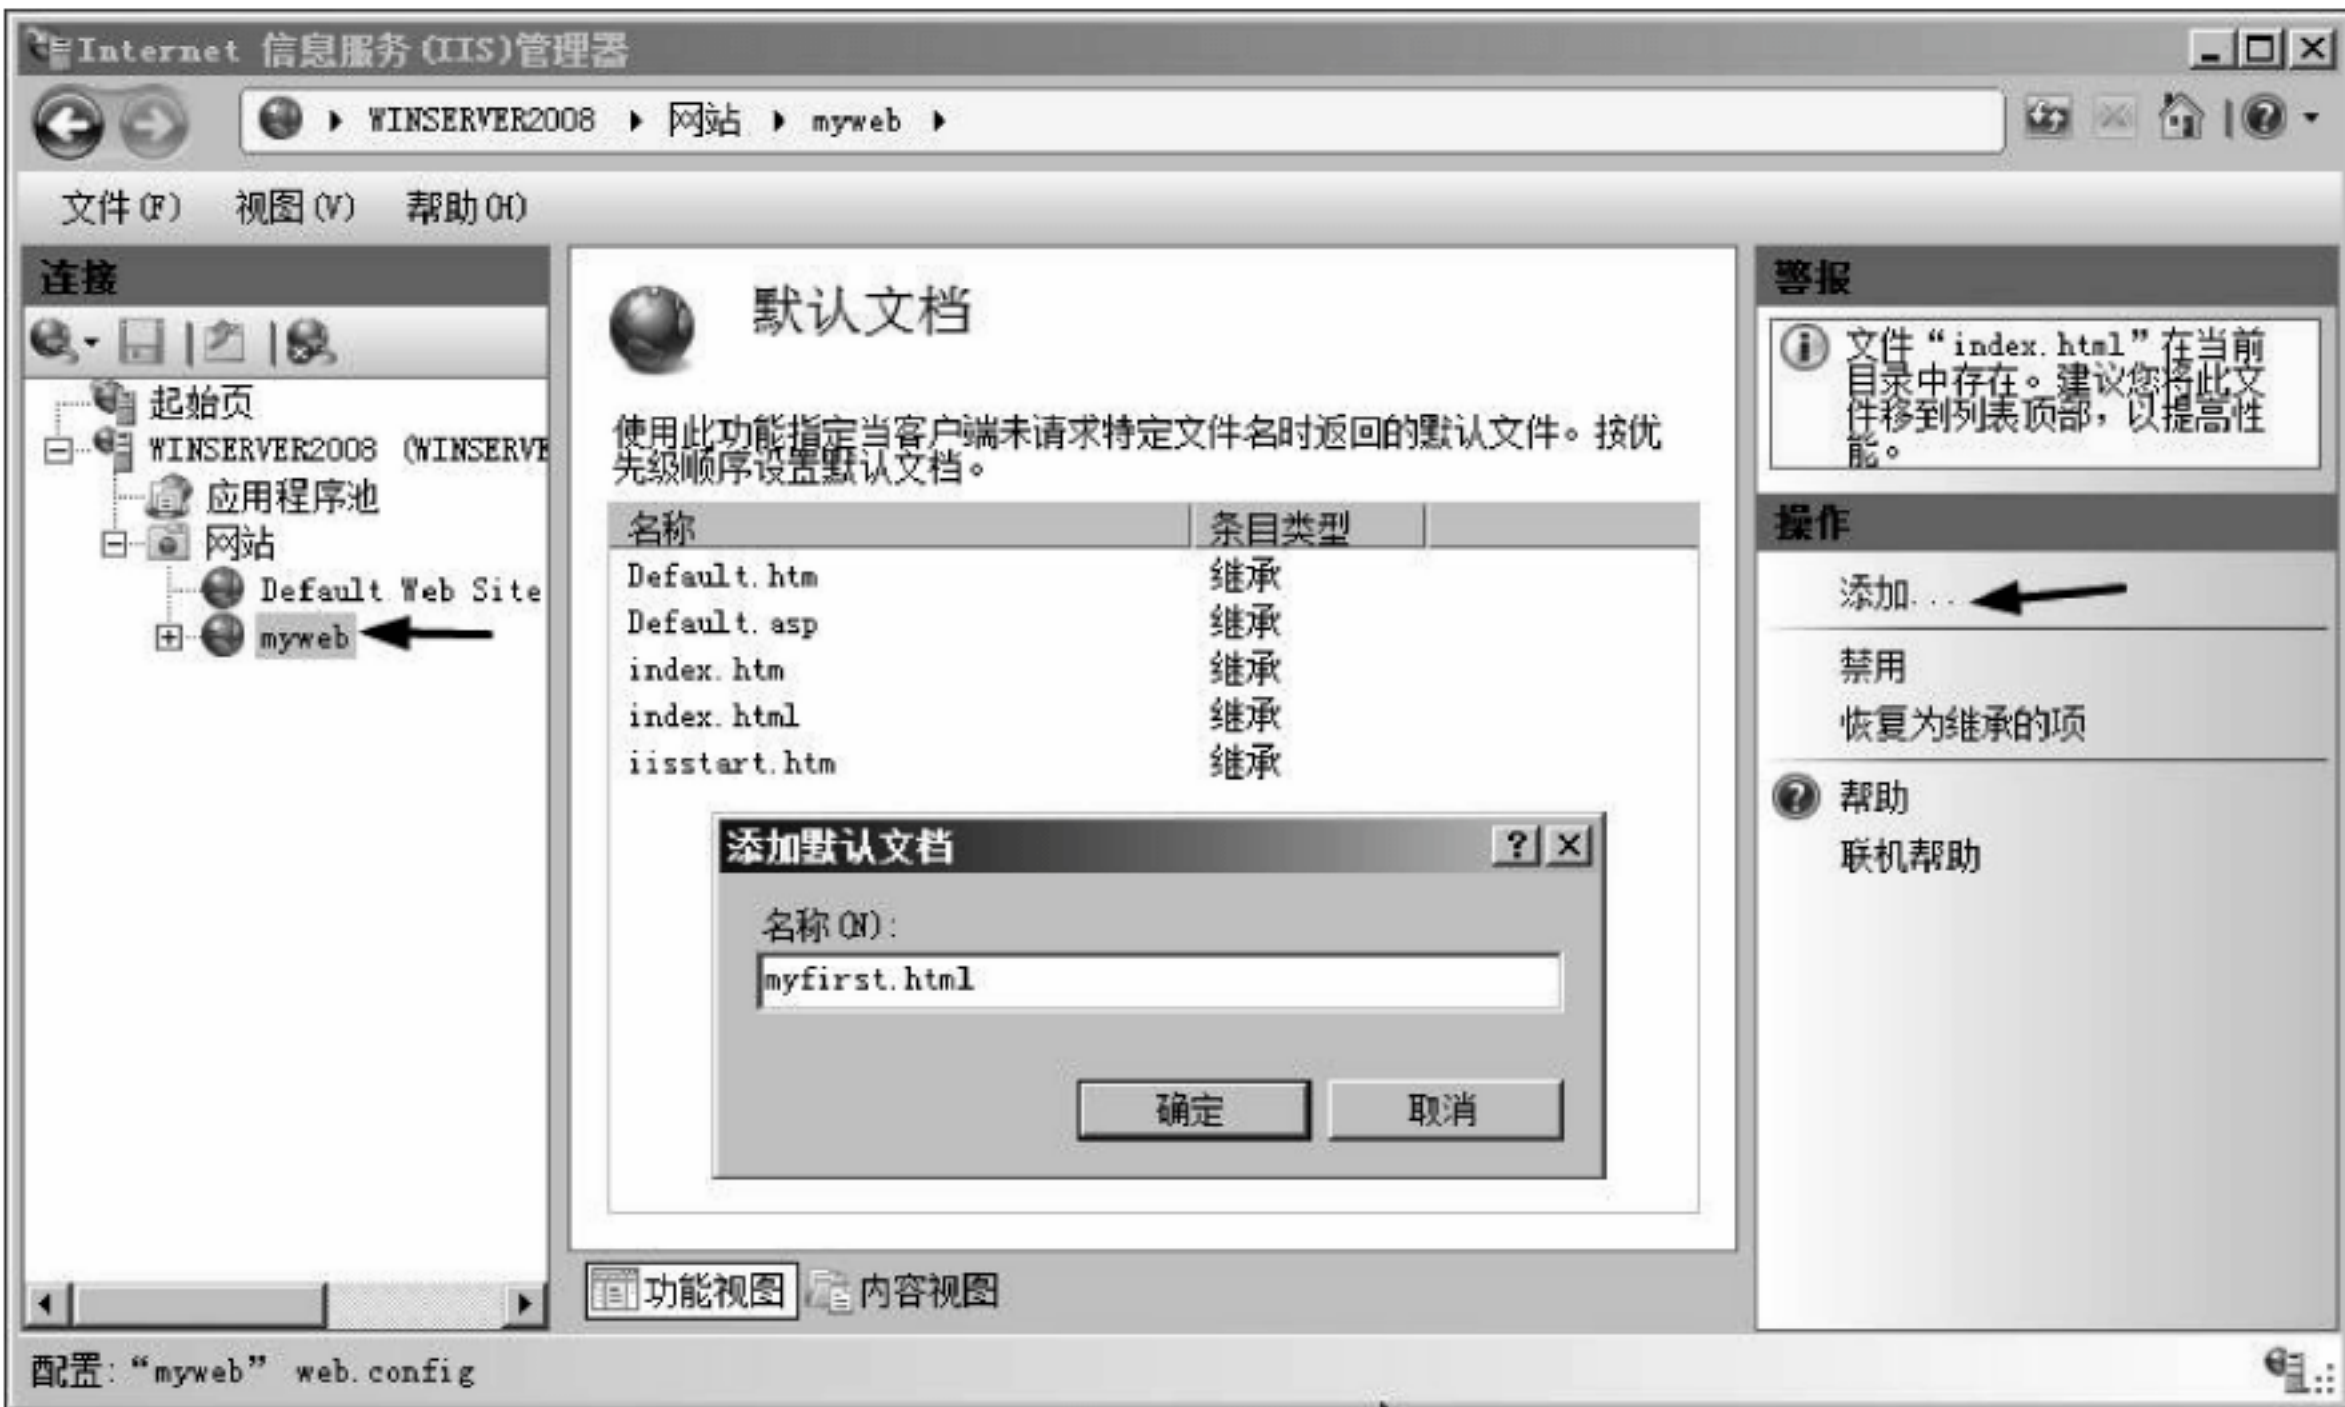 Internet 信息服务(IIS)管理器
WINSERVER2008 网站 myweb
文件(F) 视图(V) 帮助(H)
连接
起始页
WINSERVER2008 (WINSERVE
应用程序池
网站
Default Web Site
myweb
默认文档
使用此功能指定当客户端未请求特定文件名时返回的默认文件。按优
先级顺序设置默认文档。
名称 条目类型
Default.htm 继承
Default.asp 继承
index.htm 继承
index.html 继承
iisstart.htm 继承
添加默认文档
名称(N):
myfirst.html
确定 取消
功能视图 内容视图
警报
文件“index.html”在当前
目录中存在。建议您将此文
件移到列表顶部，以提高性
能。
操作
添加...
禁用
恢复为继承的项
帮助
联机帮助
配置:“myweb” web.config